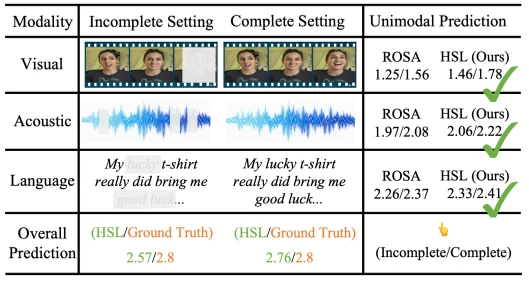 Modality Incomplete Setting Complete Setting Unimodal Prediction
Visual
ROSA HSL (Ours)
1.25/1.56 1.46/1.78
Acoustic
ROSA HSL (Ours)
1.97/2.08 2.06/2.22
Language
My lucky t-shirt
really did bring me
good luck...
My lucky t-shirt
really did bring me
good luck...
ROSA HSL (Ours)
2.26/2.37 2.33/2.41
Overall
Prediction
(HSL/Ground Truth)
2.57/2.8
(HSL/Ground Truth)
2.76/2.8
(Incomplete/Complete)